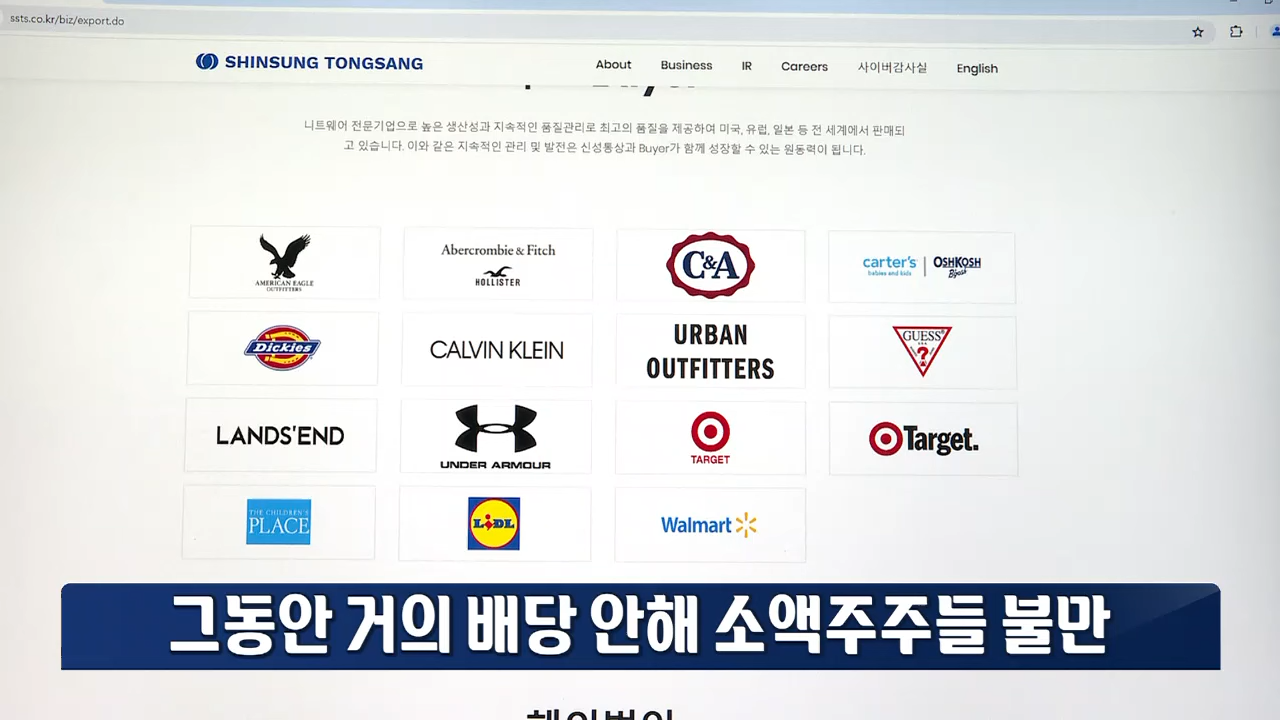 ssts.co.kr/biz/export.do
SHINSUNG TONGSANG
About Business IR Careers 사이버감사실 English
니트웨어 전문기업으로 높은 생산성과 지속적인 품질관리로 최고의 품질을 제공하여 미국, 유럽, 일본 등 전 세계에서 판매되
고 있습니다. 이와 같은 지속적인 관리 및 발전은 신성통상과 Buyer가 함께 성장할 수 있는 원동력이 됩니다.
AMERICAN EAGLE
OUTFITTERS
Abercrombie & Fitch
HOLLISTER
C&A
carter's
babies and kids
OSHKOSH
B'gosh
Dickies
CALVIN KLEIN
URBAN
OUTFITTERS
GUESS
USA
?
LANDS'END
UNDER ARMOUR
TARGET
Target.
THE CHILDREN'S
PLACE
LiDL
Walmart
그동안 거의 배당 안해 소액주주들 불만